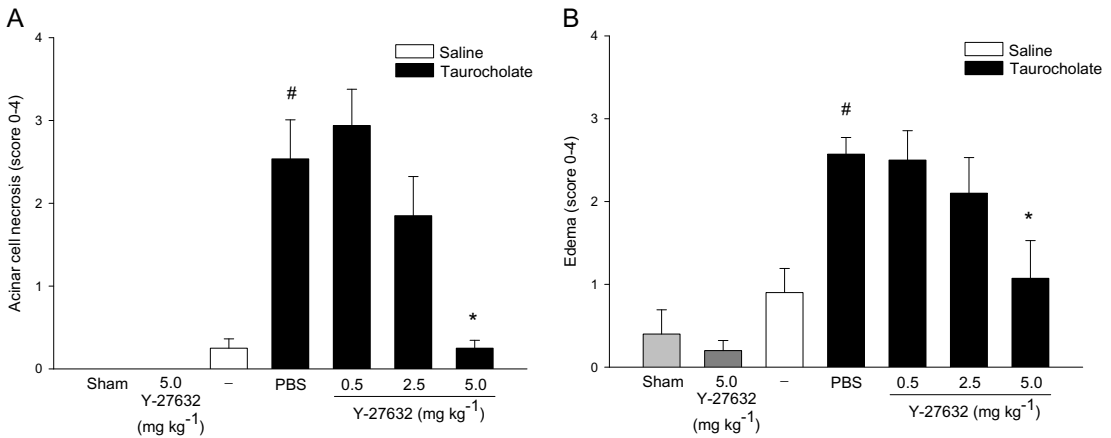 A
4
3
2
1
0
Acinar cell necrosis (score 0-4)
Saline
Taurocholate
#
*
Sham 5.0 – PBS 0.5 2.5 5.0
Y-27632
(mg kg⁻¹)
Y-27632 (mg kg⁻¹)
B
4
3
2
1
0
Edema (score 0-4)
Saline
Taurocholate
#
*
Sham 5.0 – PBS 0.5 2.5 5.0
Y-27632
(mg kg⁻¹)
Y-27632 (mg kg⁻¹)